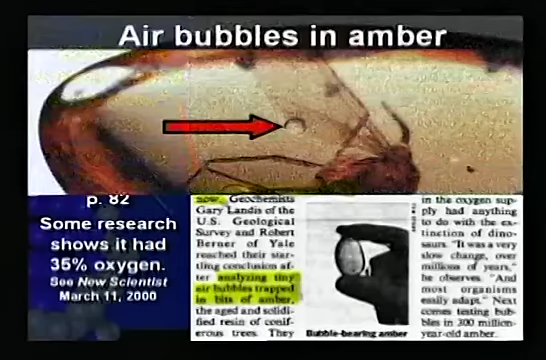 Air bubbles in amber
p. 82
Some research
shows it had
35% oxygen.
See New Scientist
March 11, 2000
now. Geochemists
Gary Landis of the
U.S. Geological
Survey and Robert
Berner of Yale
reached their star-
tling conclusion af-
ter analyzing tiny
air bubbles trapped
in bits of amber,
the aged and solidi-
fied resin of conif-
erous trees. They
Bubble-bearing amber
in the oxygen sup-
ply had anything
to do with the ex-
tinction of dino-
saurs. "It was a very
slow change, over
millions of years,"
he observes. "And
most organisms
easily adapt." Next
comes testing bub-
bles in 300 million-
year-old amber.